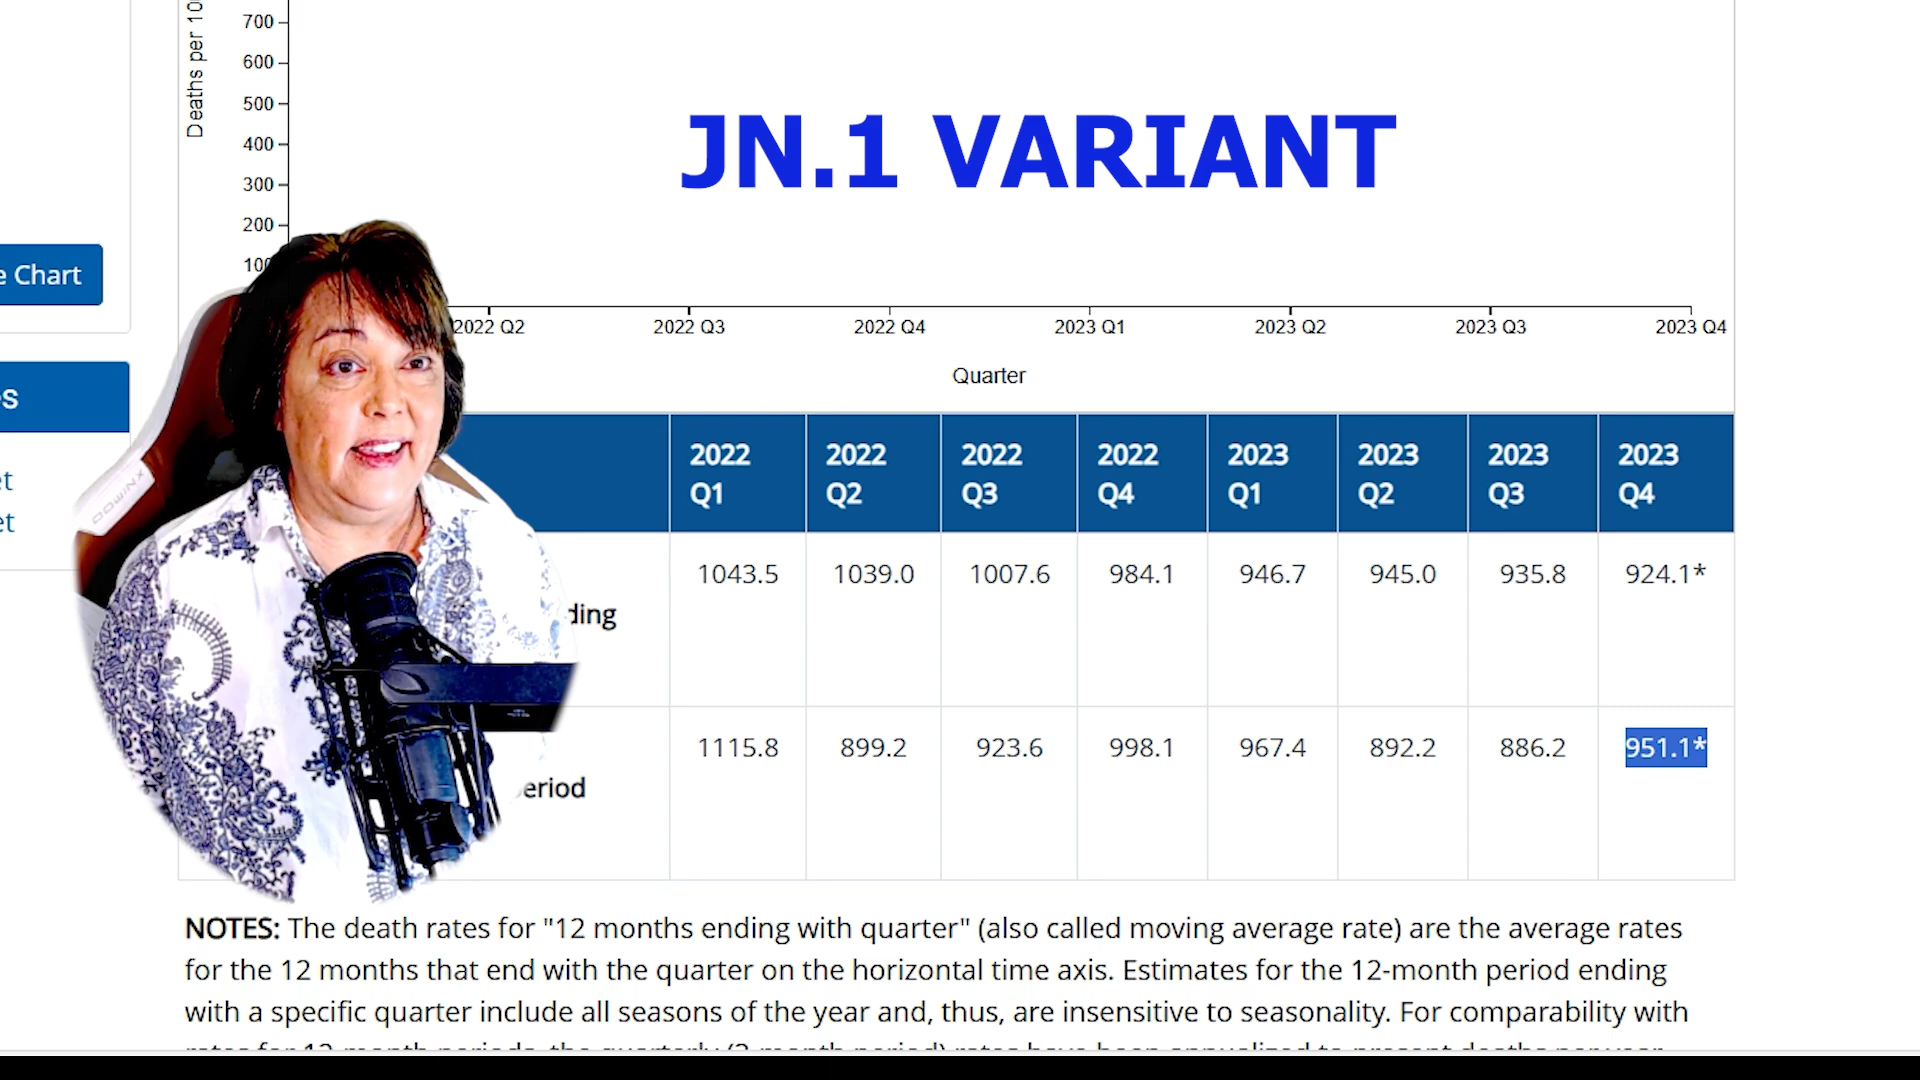 Deaths per 10
700
600
500
400
300
200
100
JN.1 VARIANT
e Chart
2022 Q2 2022 Q3 2022 Q4 2023 Q1 2023 Q2 2023 Q3 2023 Q4
Quarter
s
et
et
2022 Q1 2022 Q2 2022 Q3 2022 Q4 2023 Q1 2023 Q2 2023 Q3 2023 Q4
1043.5 1039.0 1007.6 984.1 946.7 945.0 935.8 924.1*
ding
1115.8 899.2 923.6 998.1 967.4 892.2 886.2 951.1*
eriod
NOTES: The death rates for "12 months ending with quarter" (also called moving average rate) are the average rates
for the 12 months that end with the quarter on the horizontal time axis. Estimates for the 12-month period ending
with a specific quarter include all seasons of the year and, thus, are insensitive to seasonality. For comparability with